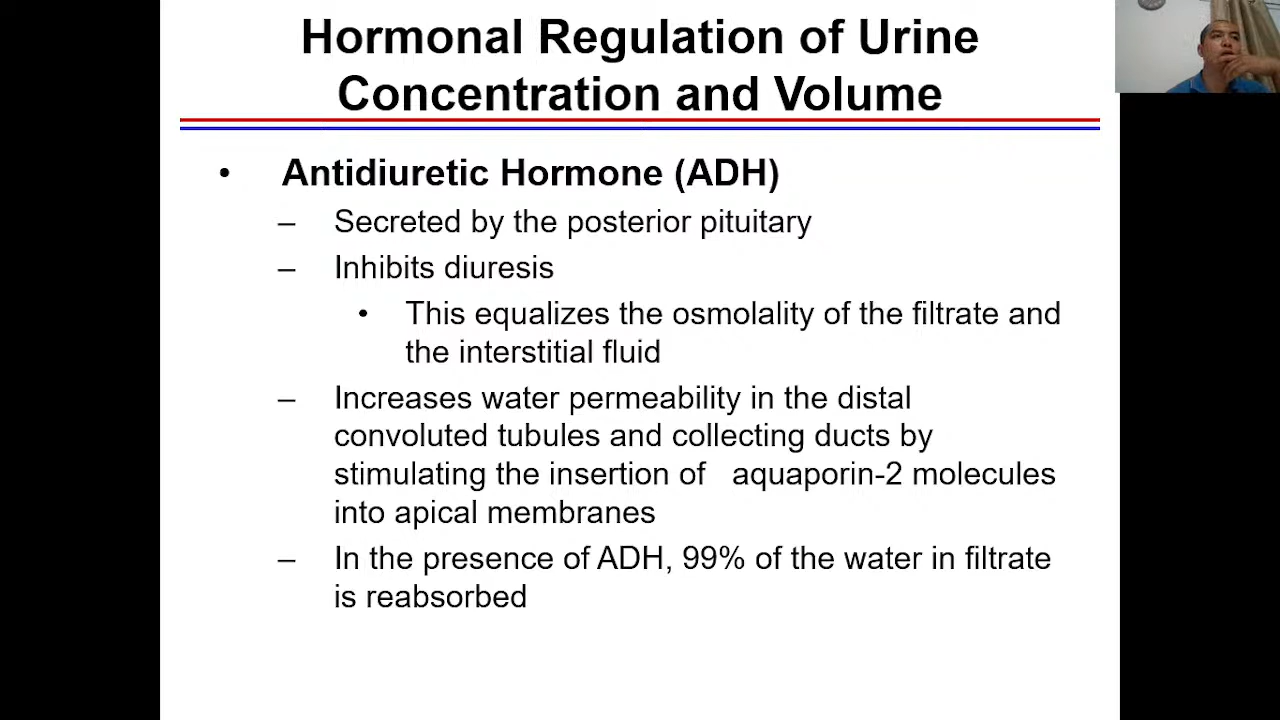 Hormonal Regulation of Urine
Concentration and Volume
• Antidiuretic Hormone (ADH)
– Secreted by the posterior pituitary
– Inhibits diuresis
• This equalizes the osmolality of the filtrate and
the interstitial fluid
– Increases water permeability in the distal
convoluted tubules and collecting ducts by
stimulating the insertion of aquaporin-2 molecules
into apical membranes
– In the presence of ADH, 99% of the water in filtrate
is reabsorbed